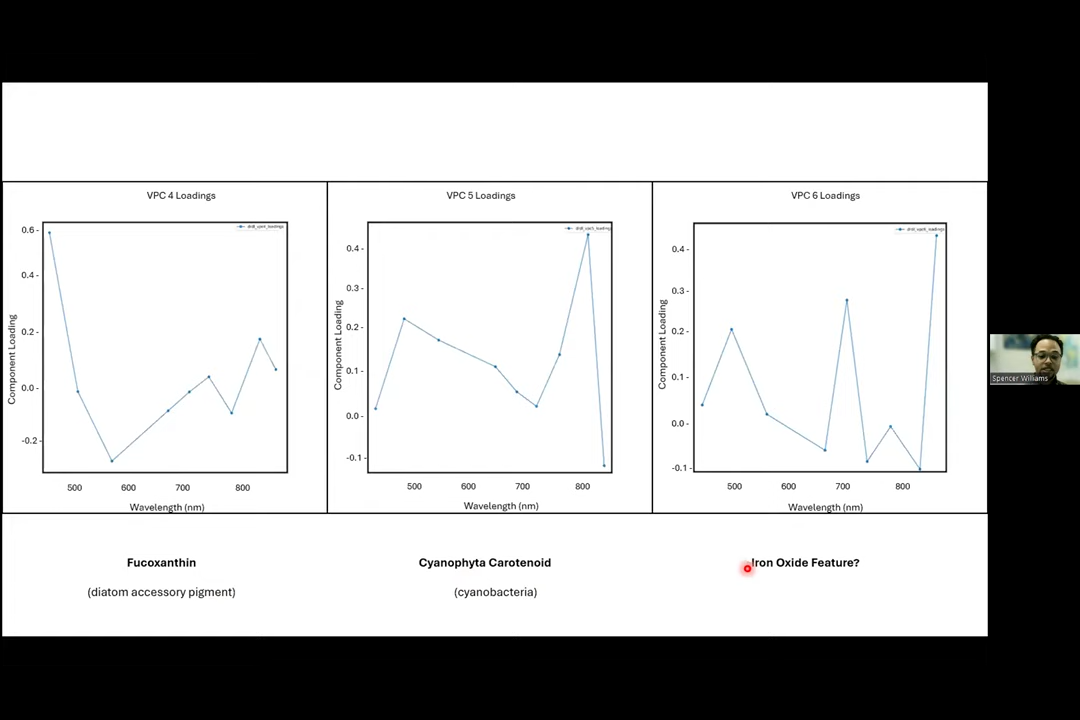 VPC 4 Loadings
Component Loading
0.6
0.4
0.2
0.0
-0.2
500 600 700 800
Wavelength (nm)
VPC 5 Loadings
Component Loading
0.4
0.3
0.2
0.1
0.0
-0.1
500 600 700 800
Wavelength (nm)
VPC 6 Loadings
Component Loading
0.4
0.3
0.2
0.1
0.0
-0.1
500 600 700 800
Wavelength (nm)
Spencer Williams
Fucoxanthin
(diatom accessory pigment)
Cyanophyta Carotenoid
(cyanobacteria)
Iron Oxide Feature?